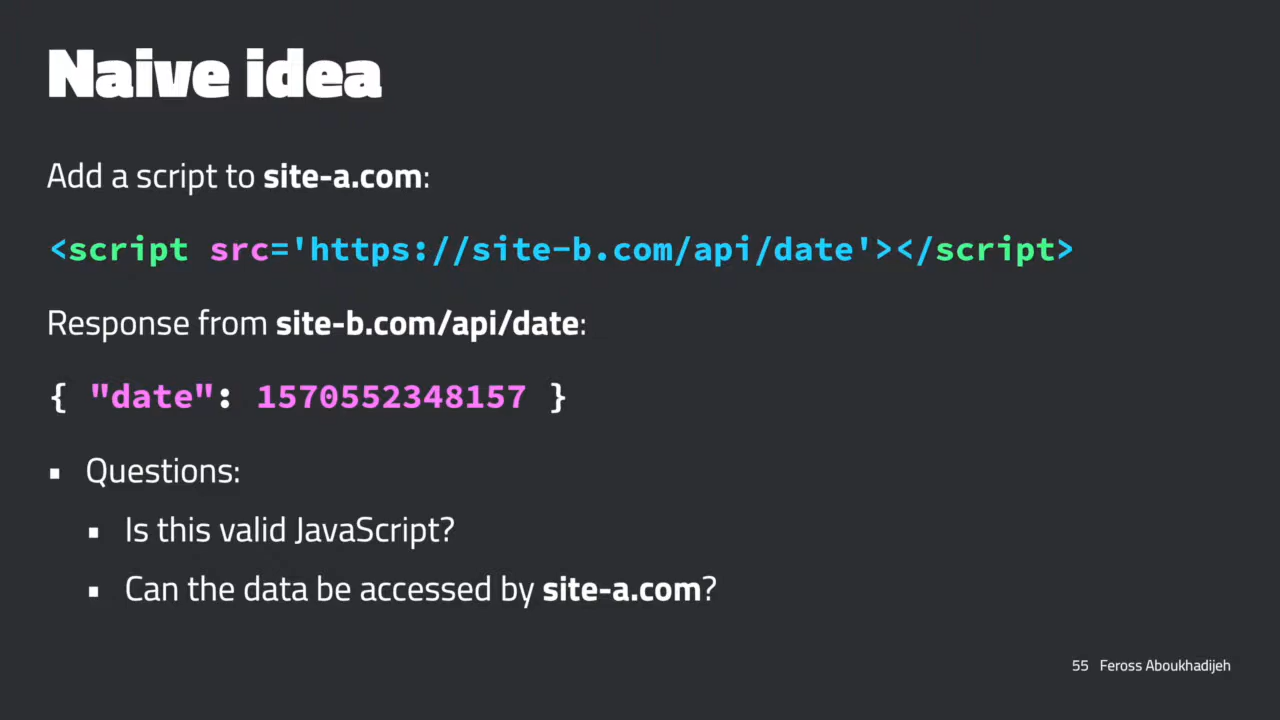 Naive idea
Add a script to site-a.com:
<script src='https://site-b.com/api/date'></script>
Response from site-b.com/api/date:
{ "date": 1570552348157 }
▪ Questions:
▪ Is this valid JavaScript?
▪ Can the data be accessed by site-a.com?
55 Feross Aboukhadijeh